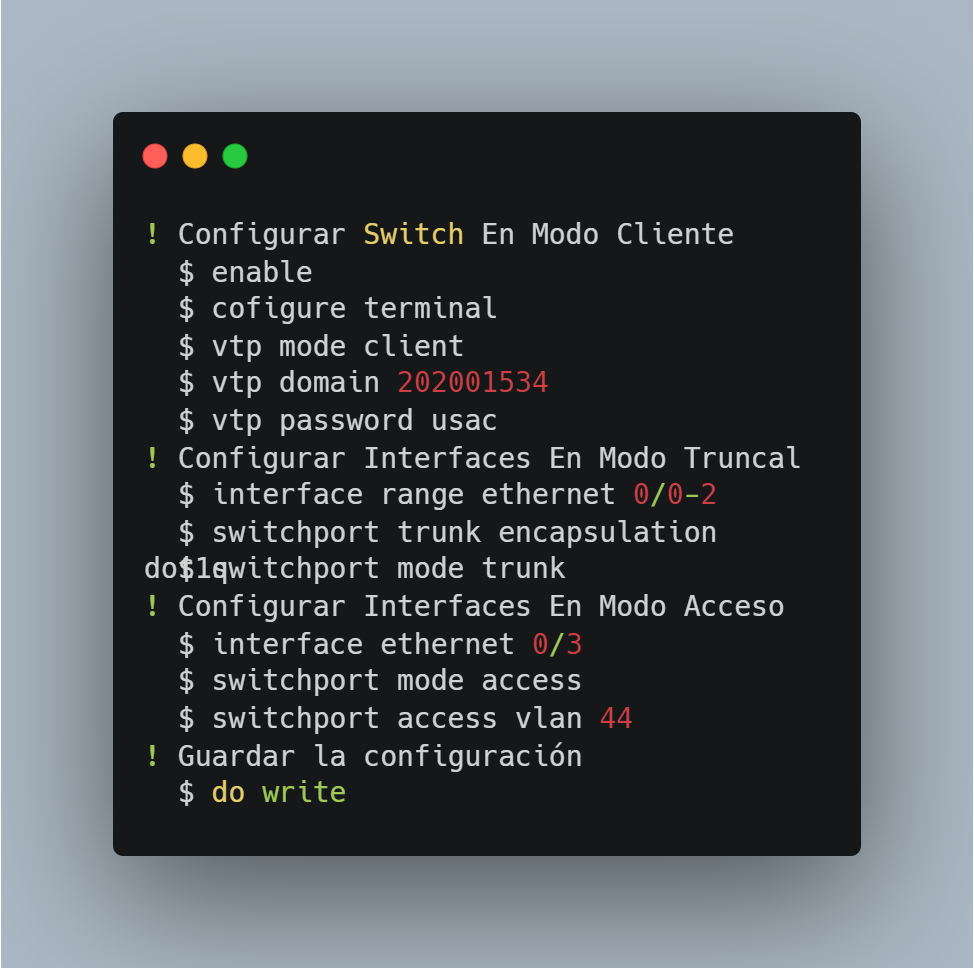 ! Configurar Switch En Modo Cliente
$ enable
$ cofigure terminal
$ vtp mode client
$ vtp domain 202001534
$ vtp password usac
! Configurar Interfaces En Modo Truncal
$ interface range ethernet 0/0-2
$ switchport trunk encapsulation
dot1q
$ switchport mode trunk
! Configurar Interfaces En Modo Acceso
$ interface ethernet 0/3
$ switchport mode access
$ switchport access vlan 44
! Guardar la configuración
$ do write